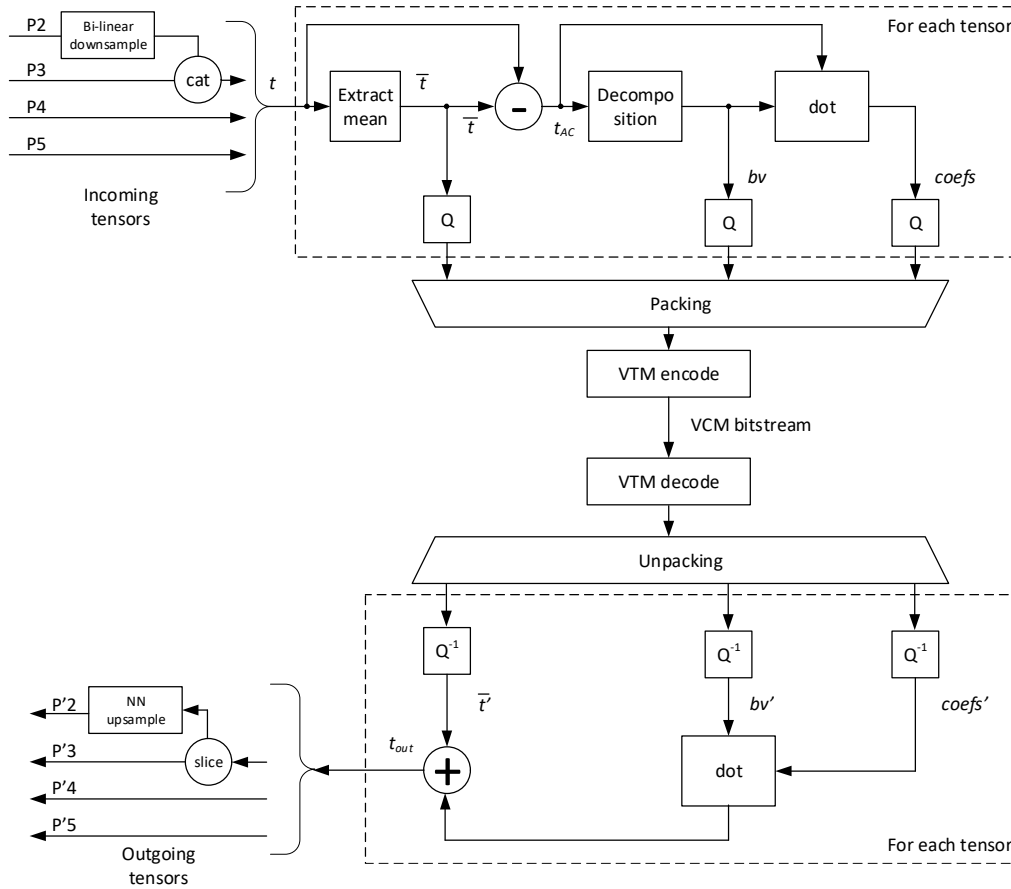 P2
Bi-linear
downsample
For each tensor
P3
cat
t
Extract
mean
t̅
t̅
-
t_AC
Decompo
sition
dot
P4
P5
bv
coefs
Incoming
tensors
Q
Q
Q
Packing
VTM encode
VCM bitstream
VTM decode
Unpacking
Q⁻¹
Q⁻¹
Q⁻¹
P'2
NN
upsample
t̅'
bv'
coefs'
P'3
slice
t_out
+
dot
P'4
P'5
Outgoing
tensors
For each tensor